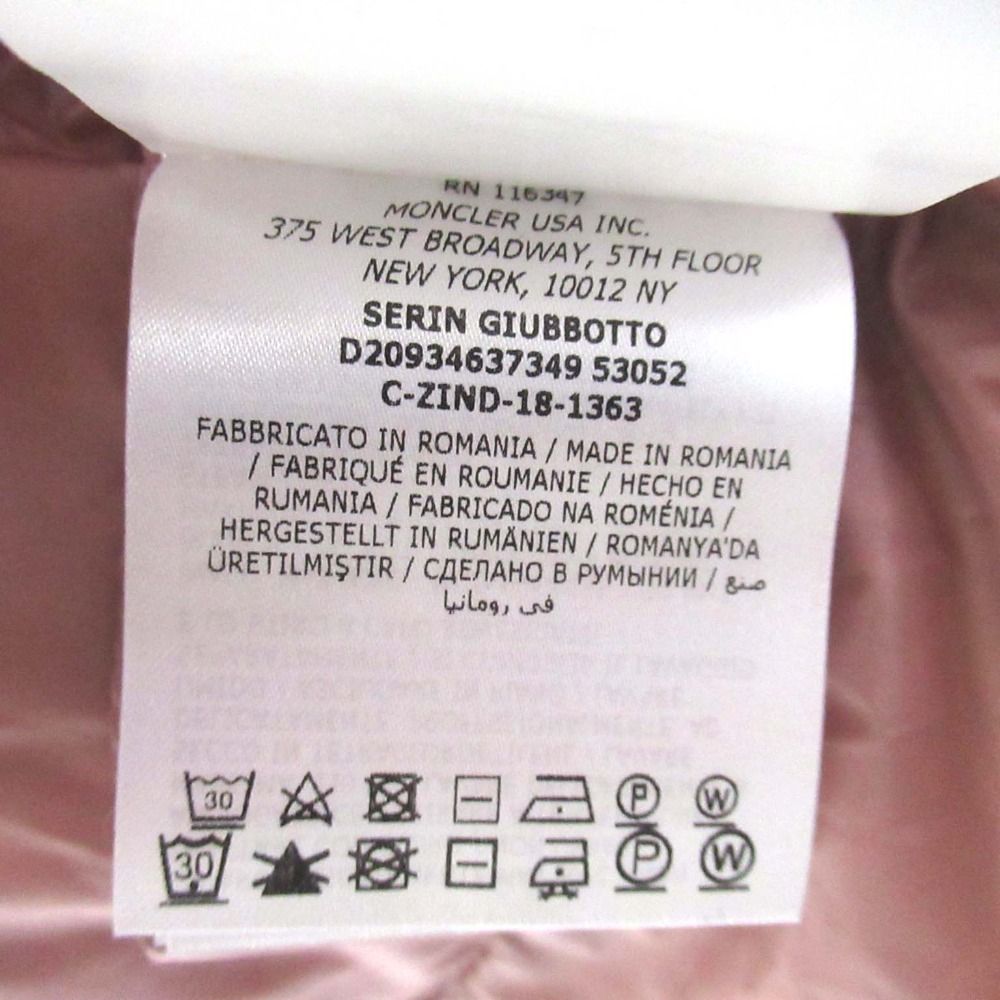 RN 116347
MONCLER USA INC.
375 WEST BROADWAY, 5TH FLOOR
NEW YORK, 10012 NY
SERIN GIUBBOTTO
D20934637349 53052
C-ZIND-18-1363
FABBRICATO IN ROMANIA / MADE IN ROMANIA
/ FABRIQUÉ EN ROUMANIE / HECHO EN
RUMANIA / FABRICADO NA ROMÉNIA /
HERGESTELLT IN RUMÄNIEN / ROMANYA'DA
ÜRETILMIŞTIR / СДЕЛАНО В РУМЫНИИ / صنع
في رومانيا
30 P W
30 P W